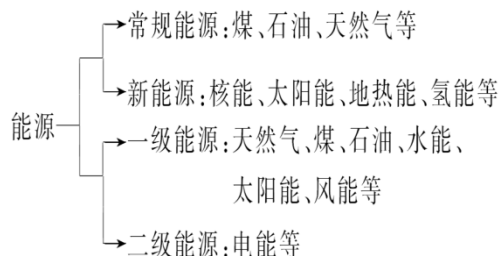 常规能源:煤、石油、天然气等
新能源:核能、太阳能、地热能、氢能等
能源
一级能源:天然气、煤、石油、水能、
太阳能、风能等
二级能源:电能等